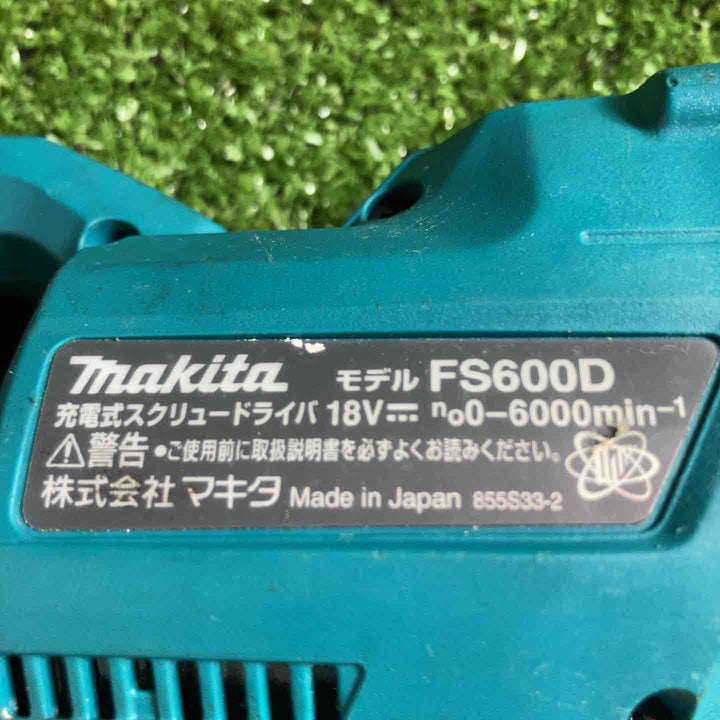 makita モデル FS600D
充電式スクリュードライバ 18V⎓ n₀0-6000min⁻¹
⚠警告 •ご使用前に取扱説明書を必ずよくお読みください。
株式会社 マキタ Made in Japan 855S33-2